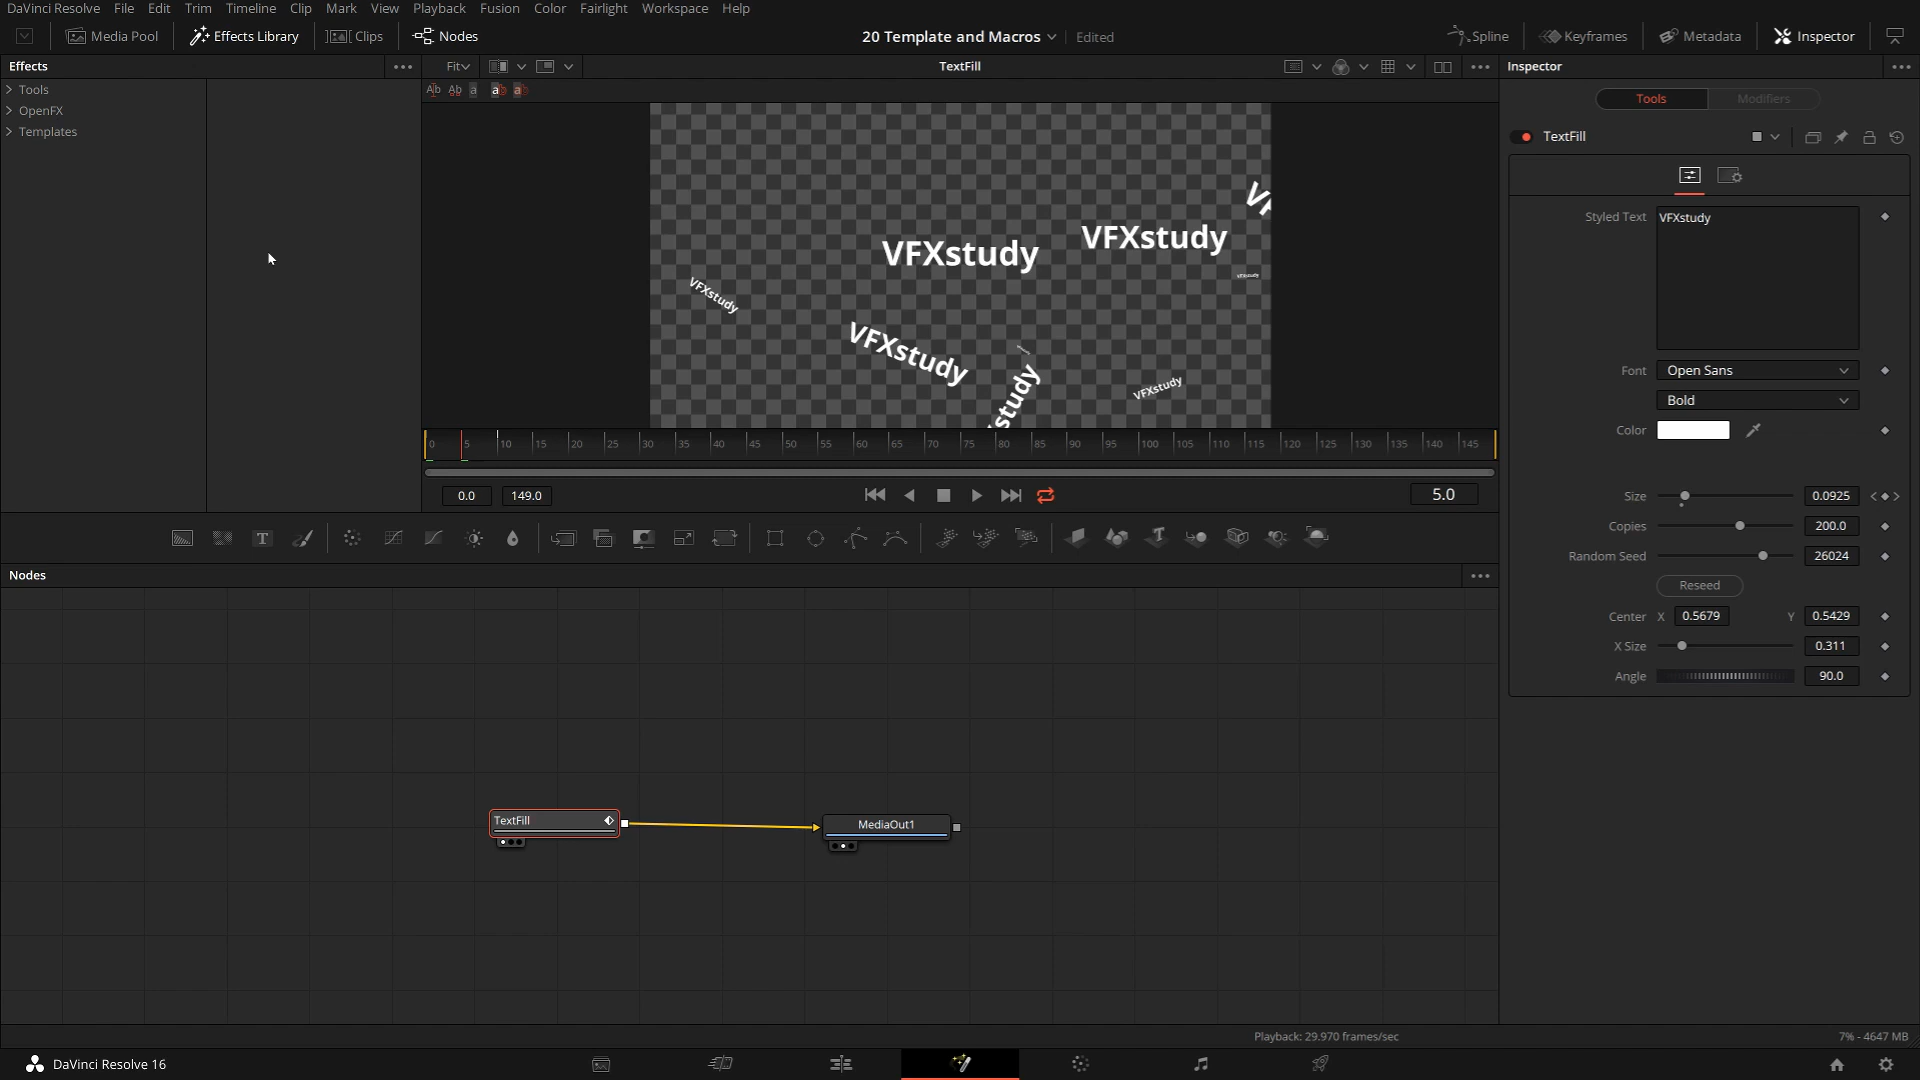 DaVinci Resolve File Edit Trim Timeline Clip Mark View Playback Fusion Color Fairlight Workspace Help
Media Pool Effects Library Clips Nodes 20 Template and Macros Edited Spline Keyframes Metadata Inspector
Effects Fit TextFill Inspector
Tools
OpenFX
Templates
Tools Modifiers
TextFill
VFXstudy
VFXstudy
VFXstudy
VFXstudy
VFXstudy
study
VFXstudy
Styled Text VFXstudy
Font Open Sans
Bold
Color
Size 0.0925
Copies 200.0
Random Seed 26024
Reseed
Center X 0.5679 Y 0.5429
X Size 0.311
Angle 90.0
0 5 10 15 20 25 30 35 40 45 50 55 60 65 70 75 80 85 90 95 100 105 110 115 120 125 130 135 140 145
0.0 149.0 5.0
Nodes
TextFill
MediaOut1
Playback: 29.970 frames/sec 7% - 4647 MB
DaVinci Resolve 16